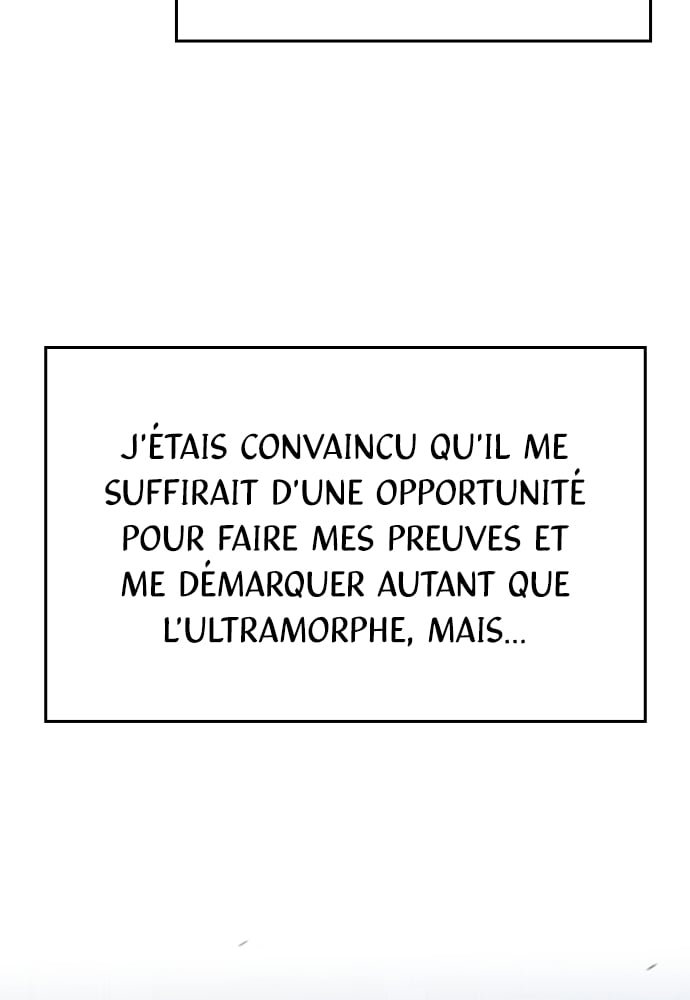 J'ÉTAIS CONVAINCU QU'IL ME
SUFFIRAIT D'UNE OPPORTUNITÉ
POUR FAIRE MES PREUVES ET
ME DÉMARQUER AUTANT QUE
L'ULTRAMORPHE, MAIS...